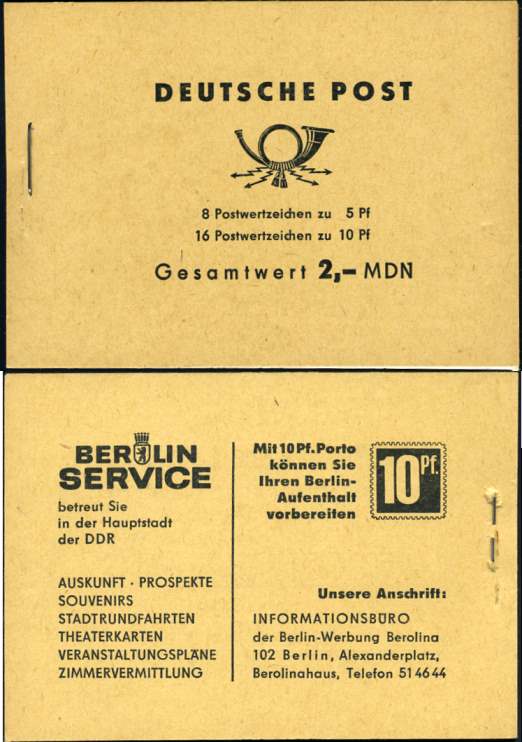 DEUTSCHE POST
8 Postwertzeichen zu 5 Pf
16 Postwertzeichen zu 10 Pf
Gesamtwert 2,– MDN
BERLIN
SERVICE
betreut Sie
in der Hauptstadt
der DDR
AUSKUNFT · PROSPEKTE
SOUVENIRS
STADTRUNDFAHRTEN
THEATERKARTEN
VERANSTALTUNGSPLÄNE
ZIMMERVERMITTLUNG
Mit 10 Pf. Porto
können Sie
Ihren Berlin-
Aufenthalt
vorbereiten
10 Pf.
Unsere Anschrift:
INFORMATIONSBÜRO
der Berlin-Werbung Berolina
102 Berlin, Alexanderplatz,
Berolinahaus, Telefon 51 46 44